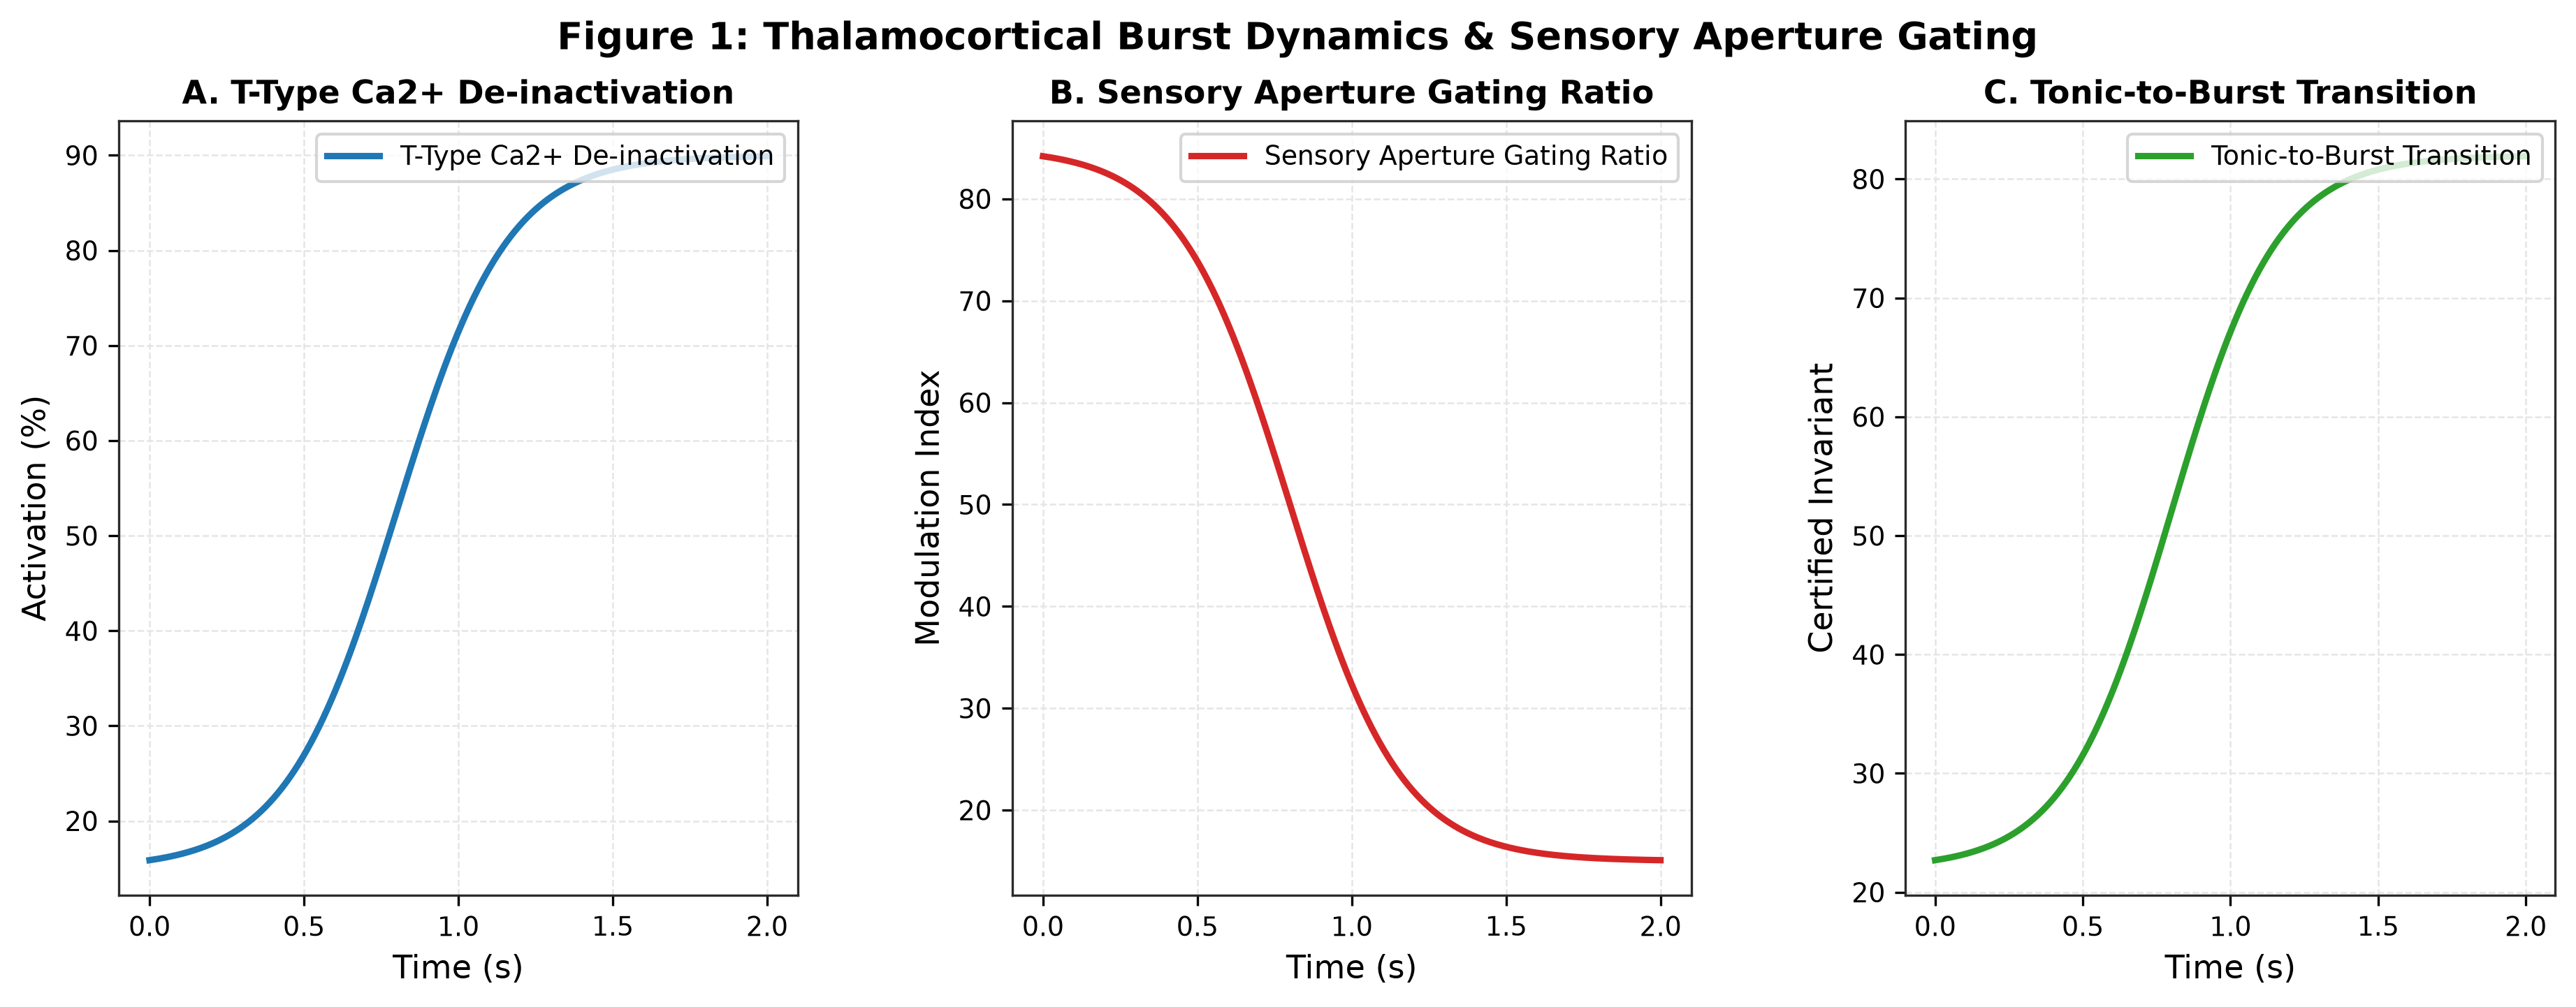 Figure 1: Thalamocortical Burst Dynamics & Sensory Aperture Gating
A. T-Type Ca2+ De-inactivation
T-Type Ca2+ De-inactivation
Activation (%)
90
80
70
60
50
40
30
20
0.0 0.5 1.0 1.5 2.0
Time (s)
B. Sensory Aperture Gating Ratio
Sensory Aperture Gating Ratio
Modulation Index
80
70
60
50
40
30
20
0.0 0.5 1.0 1.5 2.0
Time (s)
C. Tonic-to-Burst Transition
Tonic-to-Burst Transition
Certified Invariant
80
70
60
50
40
30
20
0.0 0.5 1.0 1.5 2.0
Time (s)